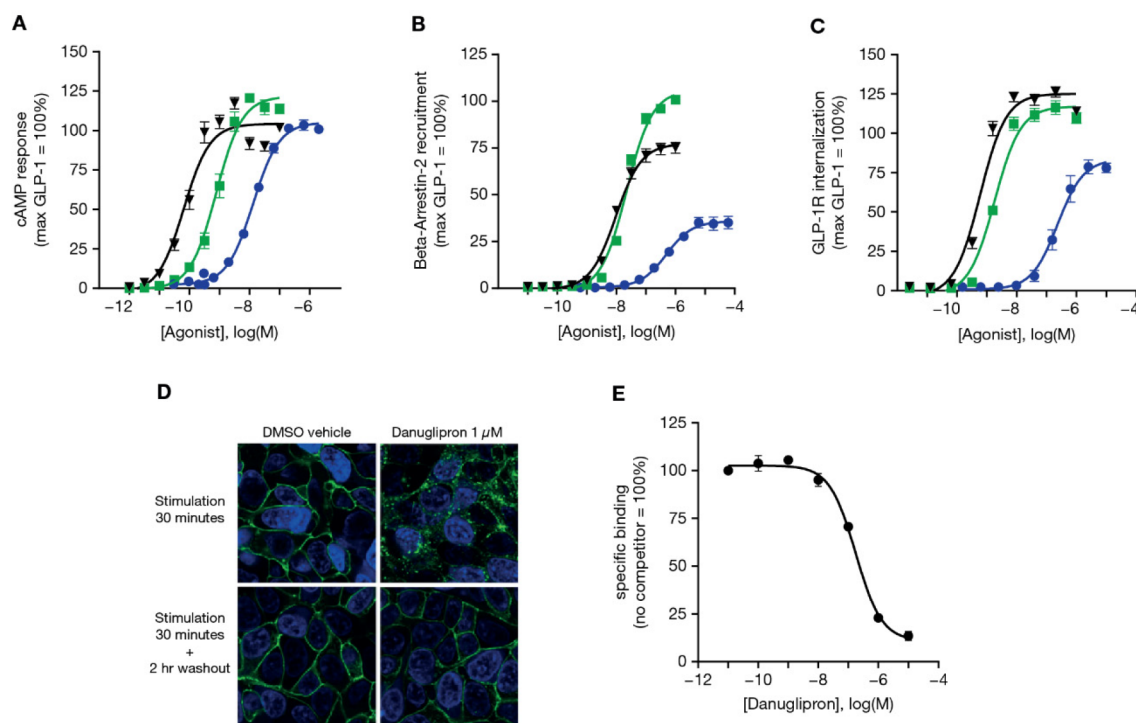 A
150
125
100
75
50
25
0
cAMP response
(max GLP-1 = 100%)
−12
−10
−8
−6
[Agonist], log(M)
B
125
100
75
50
25
0
Beta-Arrestin-2 recruitment
(max GLP-1 = 100%)
−12
−10
−8
−6
−4
[Agonist], log(M)
C
150
125
100
75
50
25
0
GLP-1R internalization
(max GLP-1 = 100%)
−12
−10
−8
−6
−4
[Agonist], log(M)
D
DMSO vehicle
Danuglipron 1 µM
Stimulation
30 minutes
Stimulation
30 minutes
+
2 hr washout
E
125
100
75
50
25
0
specific binding
(no competitor = 100%)
−12
−10
−8
−6
−4
[Danuglipron], log(M)